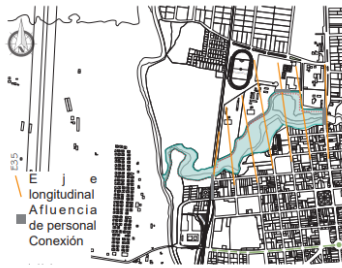 E35
E j e
longitudinal
Afluencia
de personal
Conexión